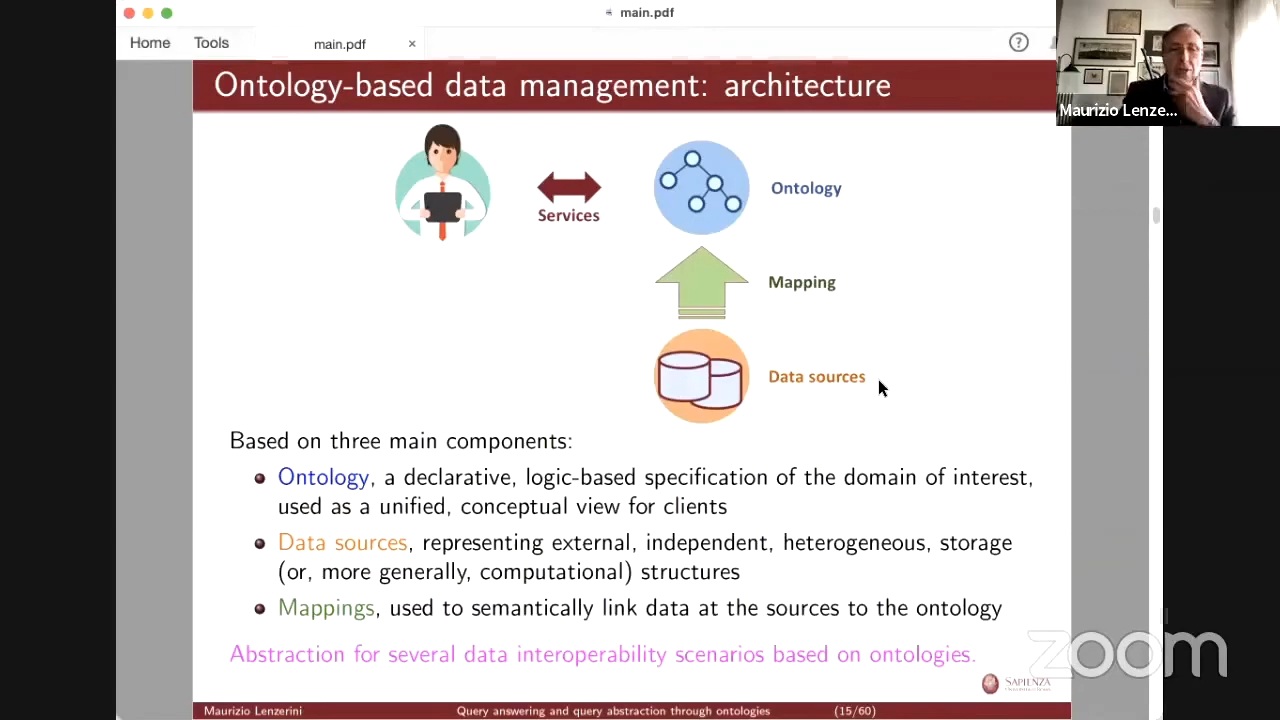 main.pdf
Home Tools main.pdf × ?
Ontology-based data management: architecture
Maurizio Lenze...
Services
Ontology
Mapping
Data sources
Based on three main components:
Ontology, a declarative, logic-based specification of the domain of interest,
used as a unified, conceptual view for clients
Data sources, representing external, independent, heterogeneous, storage
(or, more generally, computational) structures
Mappings, used to semantically link data at the sources to the ontology
Abstraction for several data interoperability scenarios based on ontologies.
zoom
SAPIENZA
Maurizio Lenzerini Query answering and query abstraction through ontologies (15/60)